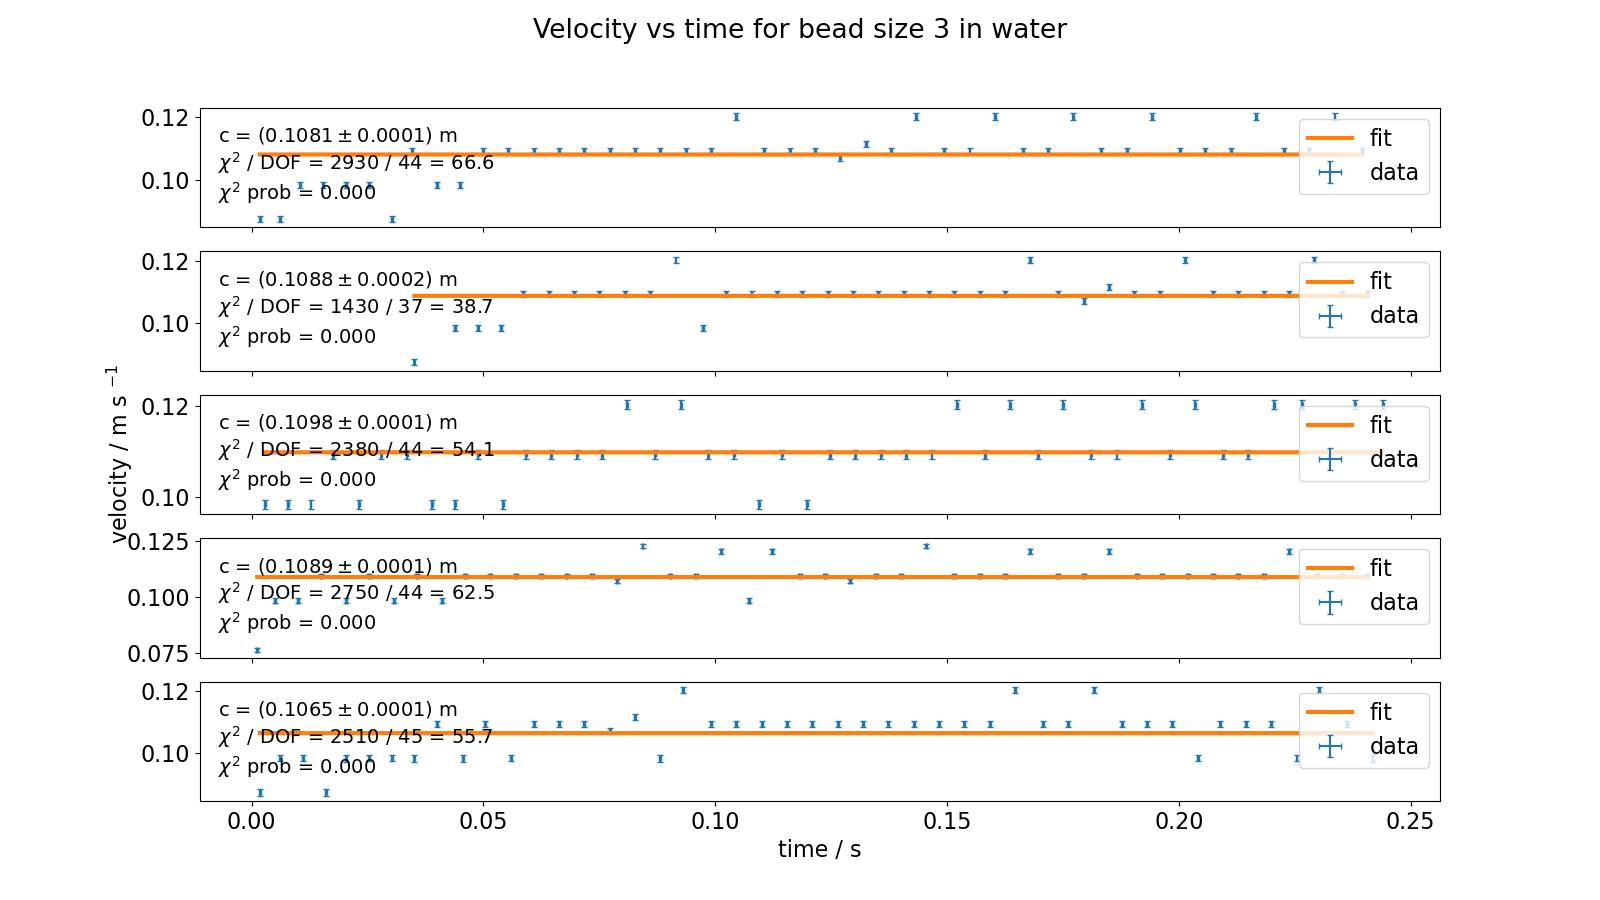 Velocity vs time for bead size 3 in water
velocity / m s ⁻¹
0.12
0.10
c = (0.1081 ± 0.0001) m
χ² / DOF = 2930 / 44 = 66.6
χ² prob = 0.000
fit
data
0.12
0.10
c = (0.1088 ± 0.0002) m
χ² / DOF = 1430 / 37 = 38.7
χ² prob = 0.000
fit
data
0.12
0.10
c = (0.1098 ± 0.0001) m
χ² / DOF = 2380 / 44 = 54.1
χ² prob = 0.000
fit
data
0.125
0.100
0.075
c = (0.1089 ± 0.0001) m
χ² / DOF = 2750 / 44 = 62.5
χ² prob = 0.000
fit
data
0.12
0.10
c = (0.1065 ± 0.0001) m
χ² / DOF = 2510 / 45 = 55.7
χ² prob = 0.000
fit
data
0.00 0.05 0.10 0.15 0.20 0.25
time / s